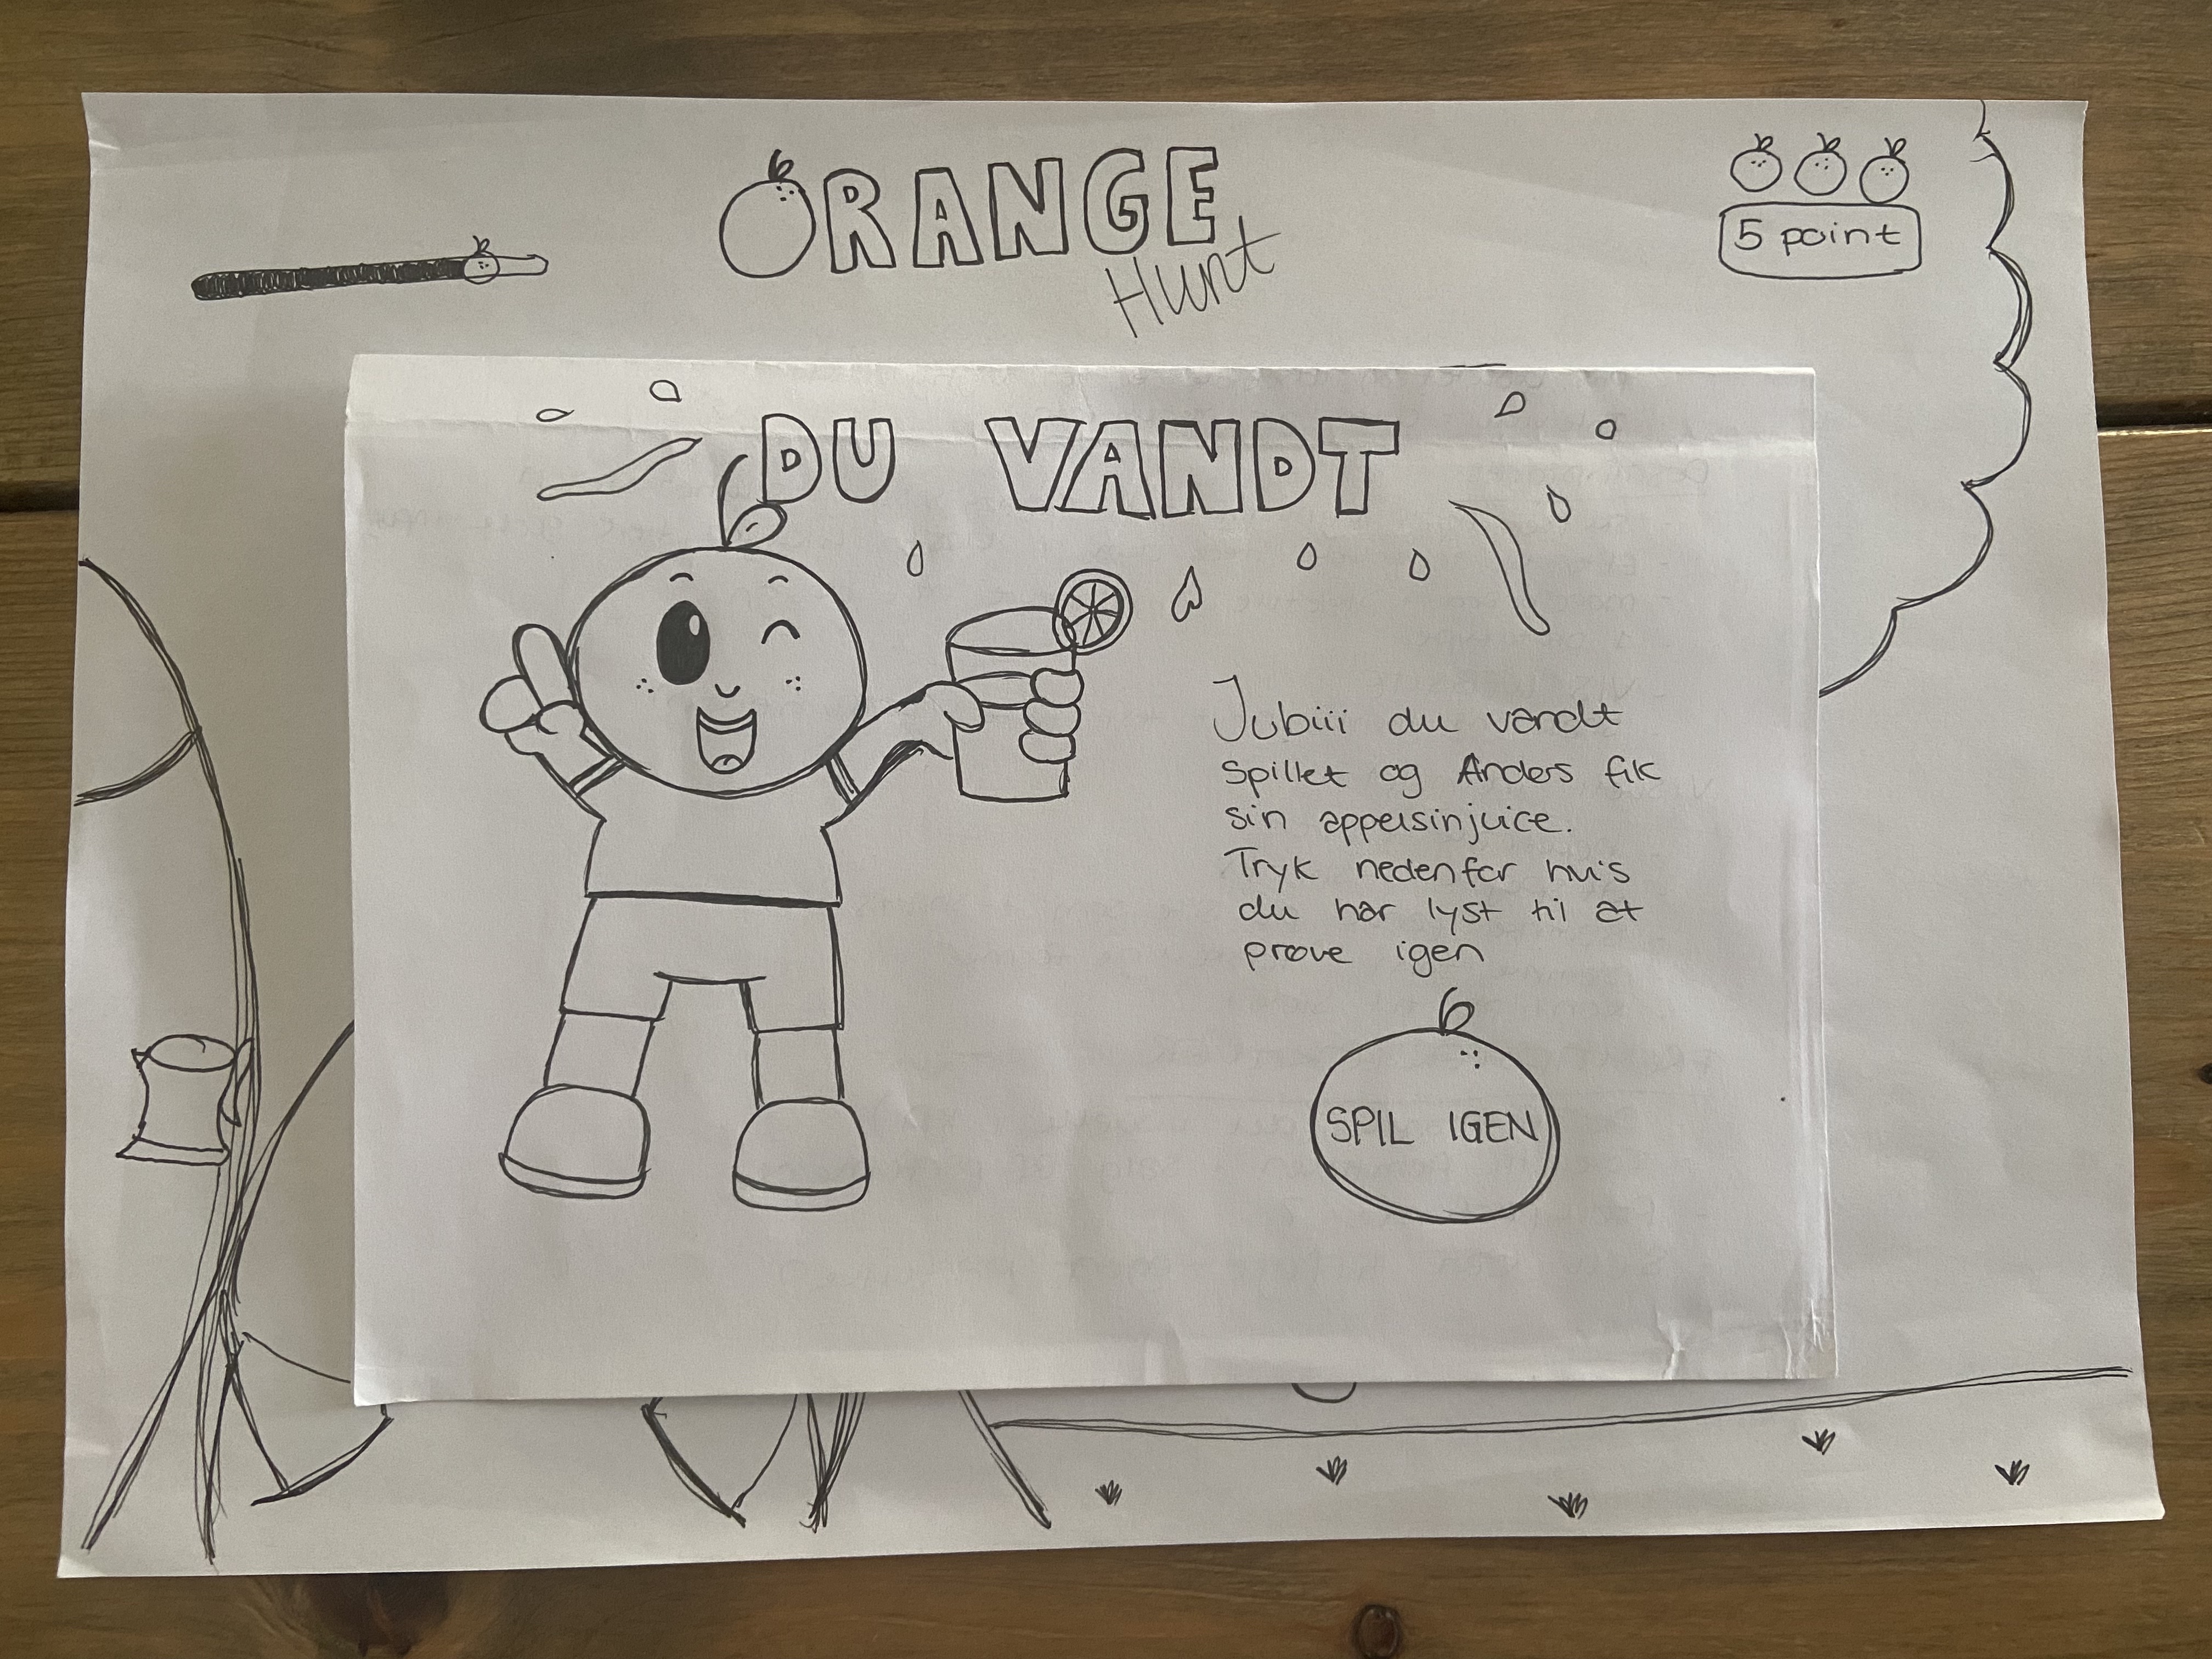 ORANGE
Hunt
5 point
DU VANDT
Jubiii du vandt
Spillet og Anders fik
sin appelsinjuice.
Tryk nedenfor hvis
du har lyst til at
prøve igen
SPIL IGEN